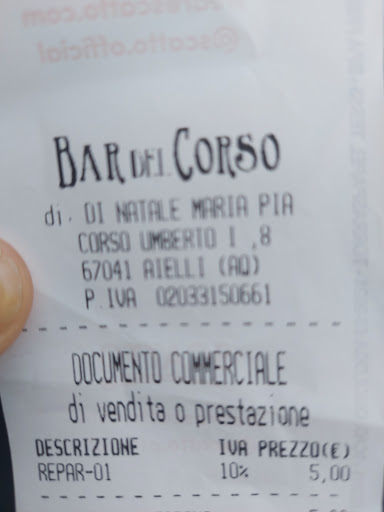 BAR DEL CORSO
di. DI NATALE MARIA PIA
CORSO UMBERTO I ,8
67041 AIELLI (AQ)
P.IVA 02033150661
DOCUMENTO COMMERCIALE
di vendita o prestazione
DESCRIZIONE IVA PREZZO(€)
REPAR-01 10% 5,00